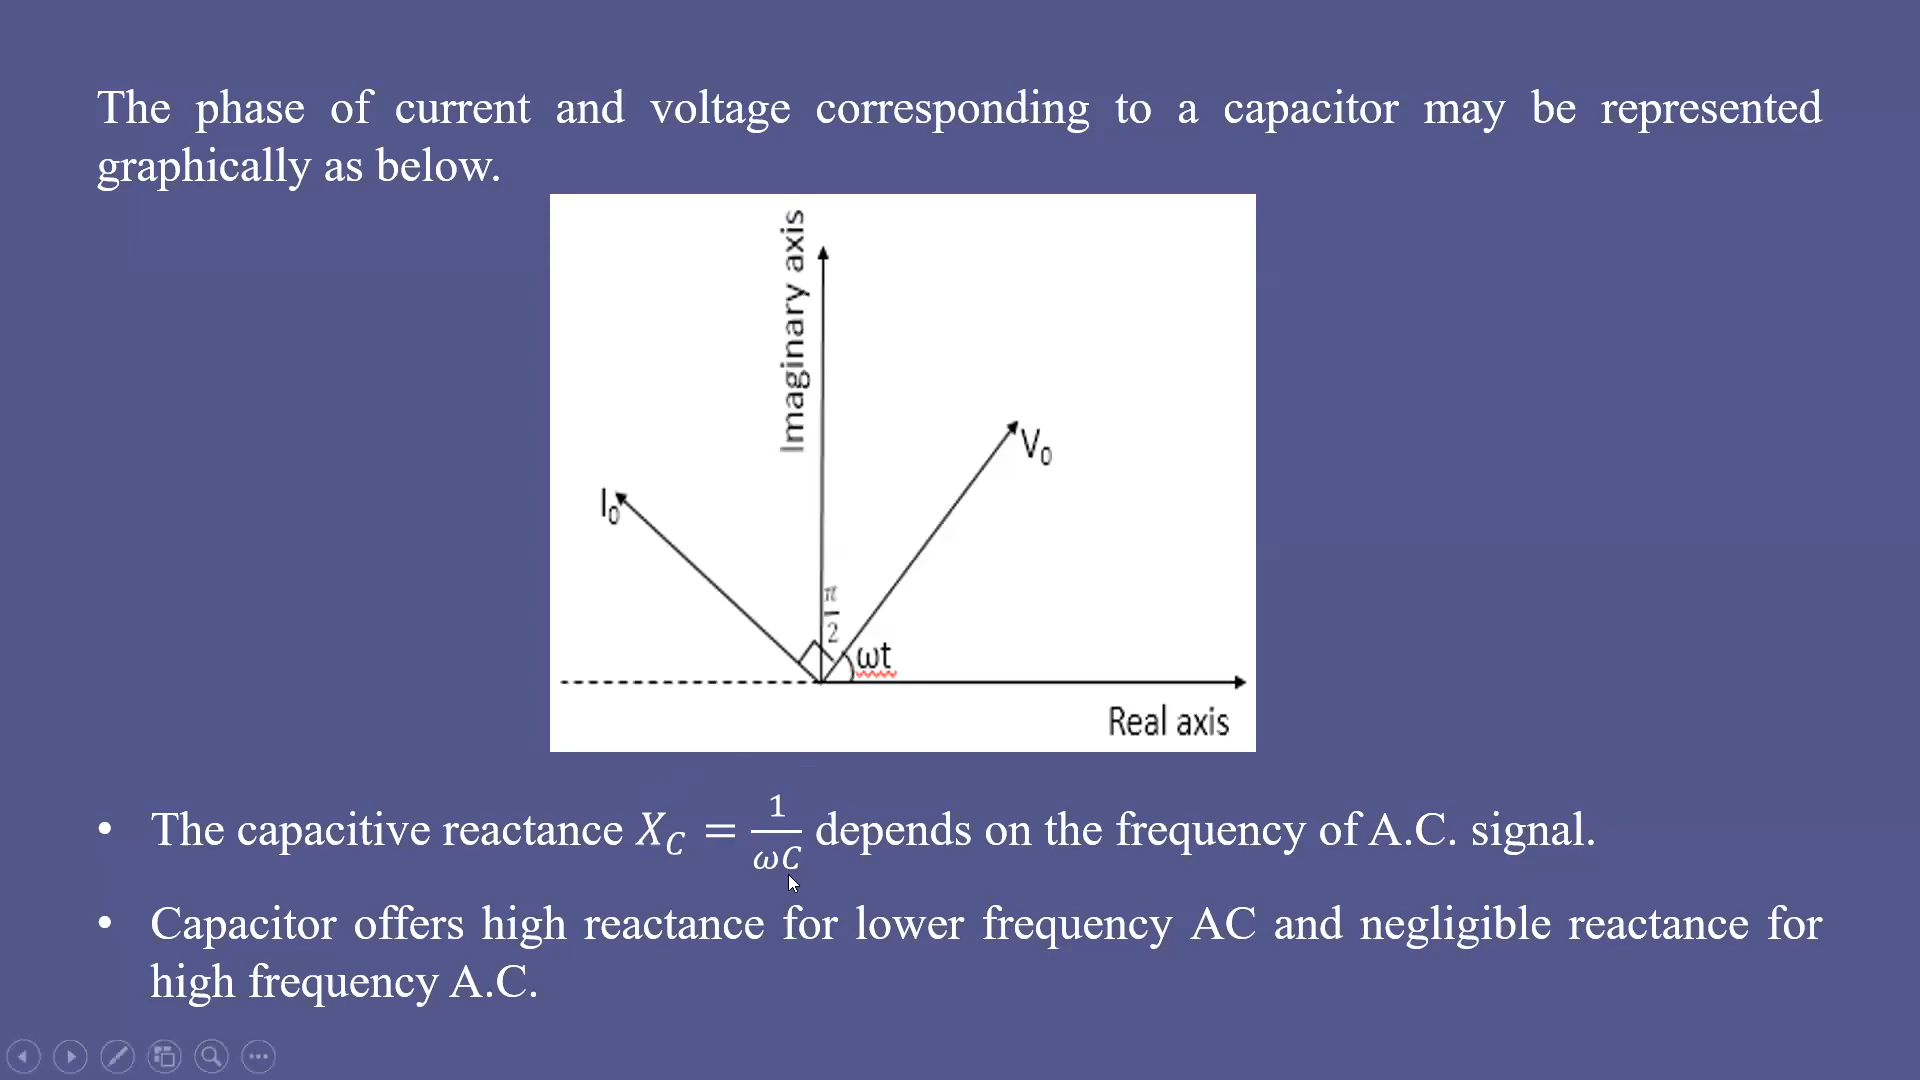 The phase of current and voltage corresponding to a capacitor may be represented
graphically as below.
Imaginary axis
V₀
I₀
π/2
ωt
Real axis
• The capacitive reactance X_C = 1/ωC depends on the frequency of A.C. signal.
• Capacitor offers high reactance for lower frequency AC and negligible reactance for
high frequency A.C.